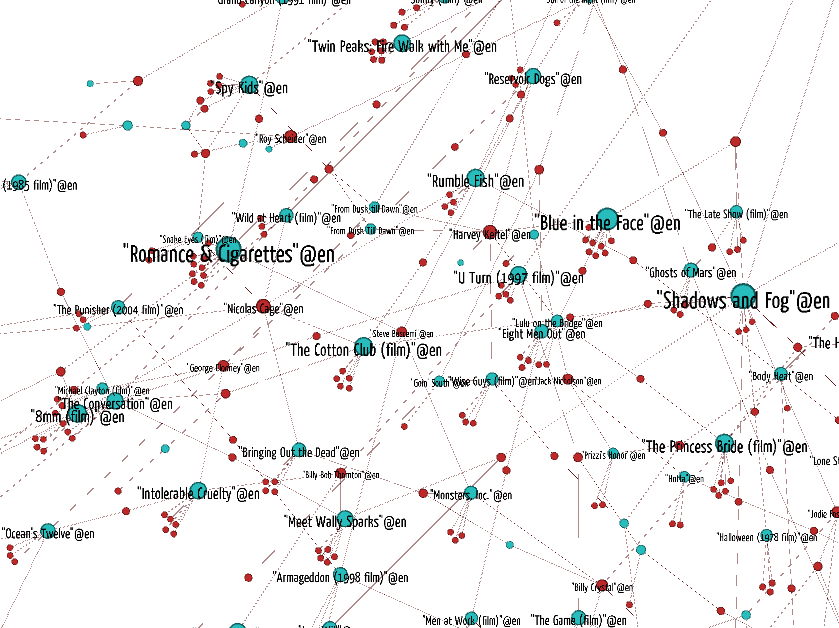 "Twin Peaks: Fire Walk with Me"@en
"Reservoir Dogs"@en
"Spy Kids"@en
"Roy Scheider"@en
(1985 film)"@en
"Rumble Fish"@en
"From Dusk till Dawn"@en
"Wild at Heart (film)"@en
"The Late Show (film)"@en
"Blue in the Face"@en
"From Dusk Till Dawn"@en
"Harvey Keitel"@en
"Snake Eyes (film)"@en
"Romance & Cigarettes"@en
"Ghosts of Mars"@en
"U Turn (1997 film)"@en
"Shadows and Fog"@en
"The Punisher (2004 film)"@en
"Nicolas Cage"@en
"Lulu on the Bridge"@en
"Steve Buscemi"@en
"Eight Men Out"@en
"The H
"The Cotton Club (film)"@en
"George Clooney"@en
"Body Heat"@en
"Goin' South"@en
"Wise Guys (film)"@en
"Jack Nicholson"@en
"Michael Clayton (film)"@en
"The Conversation"@en
"8mm (film)"@en
"The Princess Bride (film)"@en
"Bringing Out the Dead"@en
"Prizzi's Honor"@en
"Lone S
"Billy Bob Thornton"@en
"Hoffa"@en
"Intolerable Cruelty"@en
"Monsters, Inc."@en
"Jodie Fos
"Meet Wally Sparks"@en
"Ocean's Twelve"@en
"Halloween (1978 film)"@en
"Armageddon (1998 film)"@en
"Billy Crystal"@en
"Men at Work (film)"@en
"The Game (film)"@en